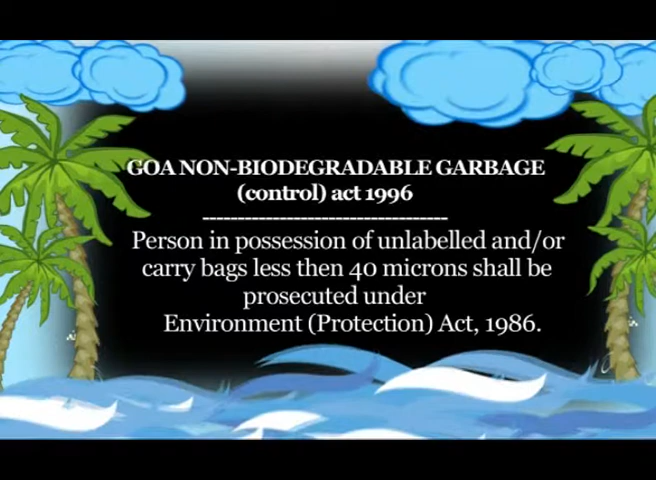 GOA NON-BIODEGRADABLE GARBAGE
(control) act 1996
-----------------------------------
Person in possession of unlabelled and/or
carry bags less then 40 microns shall be
prosecuted under
Environment (Protection) Act, 1986.